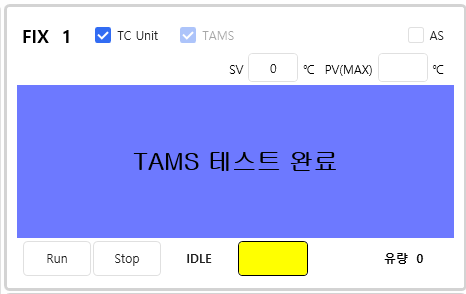 FIX 1 TC Unit TAMS AS
SV 0 ℃ PV(MAX) ℃
TAMS 테스트 완료
Run Stop IDLE 유량 0